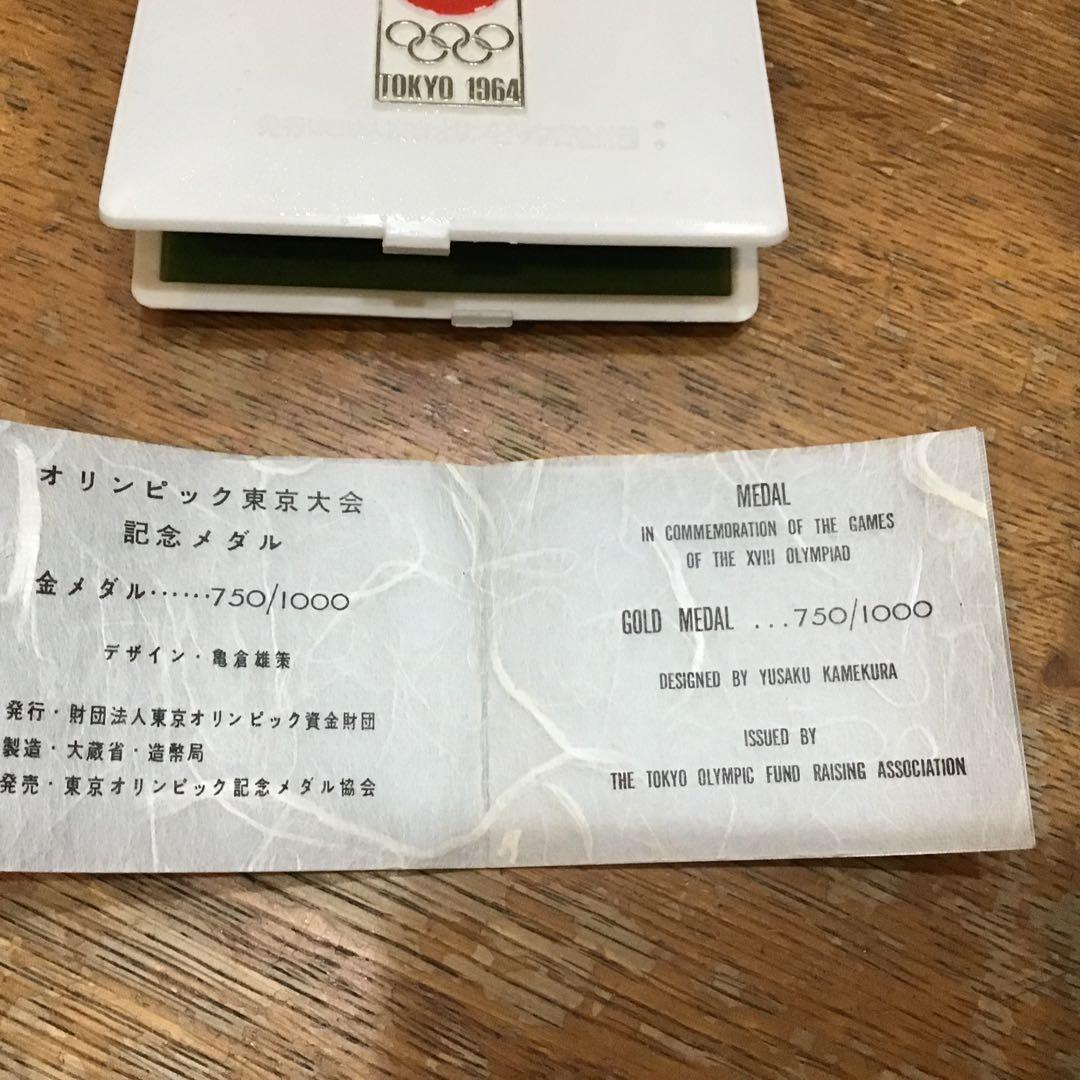 TOKYO 1964
オリンピック東京大会
記念メダル
金メダル……750/1000
デザイン・亀倉雄策
発行・財団法人東京オリンピック資金財団
製造・大蔵省・造幣局
発売・東京オリンピック記念メダル協会
MEDAL
IN COMMEMORATION OF THE GAMES
OF THE XVIII OLYMPIAD
GOLD MEDAL ...750/1000
DESIGNED BY YUSAKU KAMEKURA
ISSUED BY
THE TOKYO OLYMPIC FUND RAISING ASSOCIATION